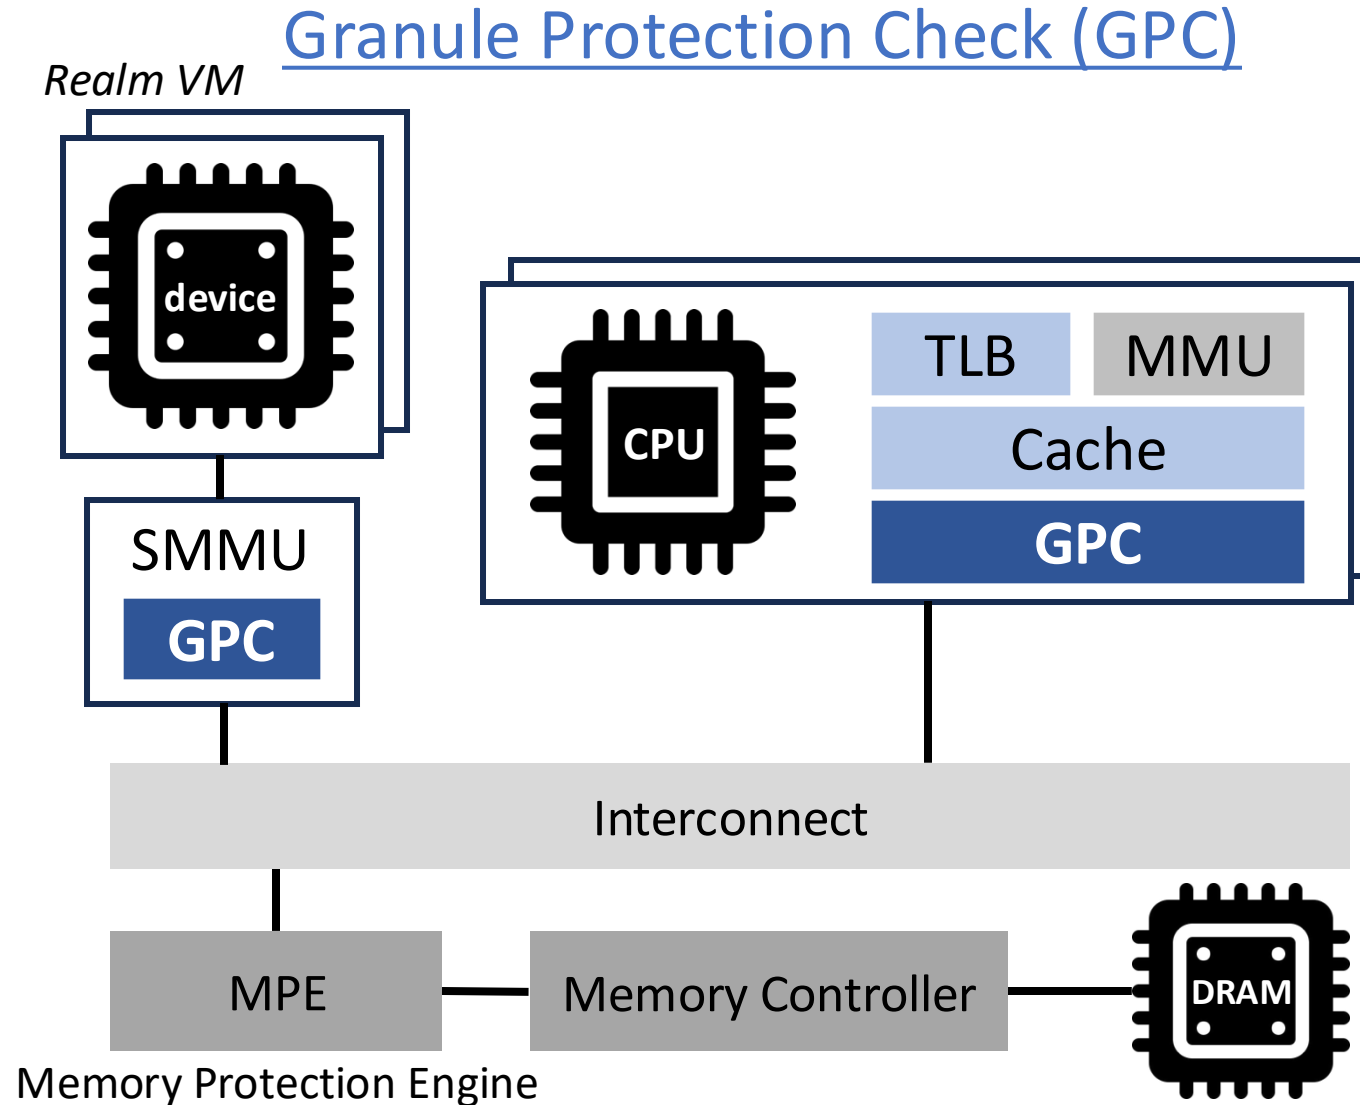 Granule Protection Check (GPC)
Realm VM
device
TLB
MMU
CPU
Cache
GPC
SMMU
GPC
Interconnect
MPE
Memory Controller
DRAM
Memory Protection Engine